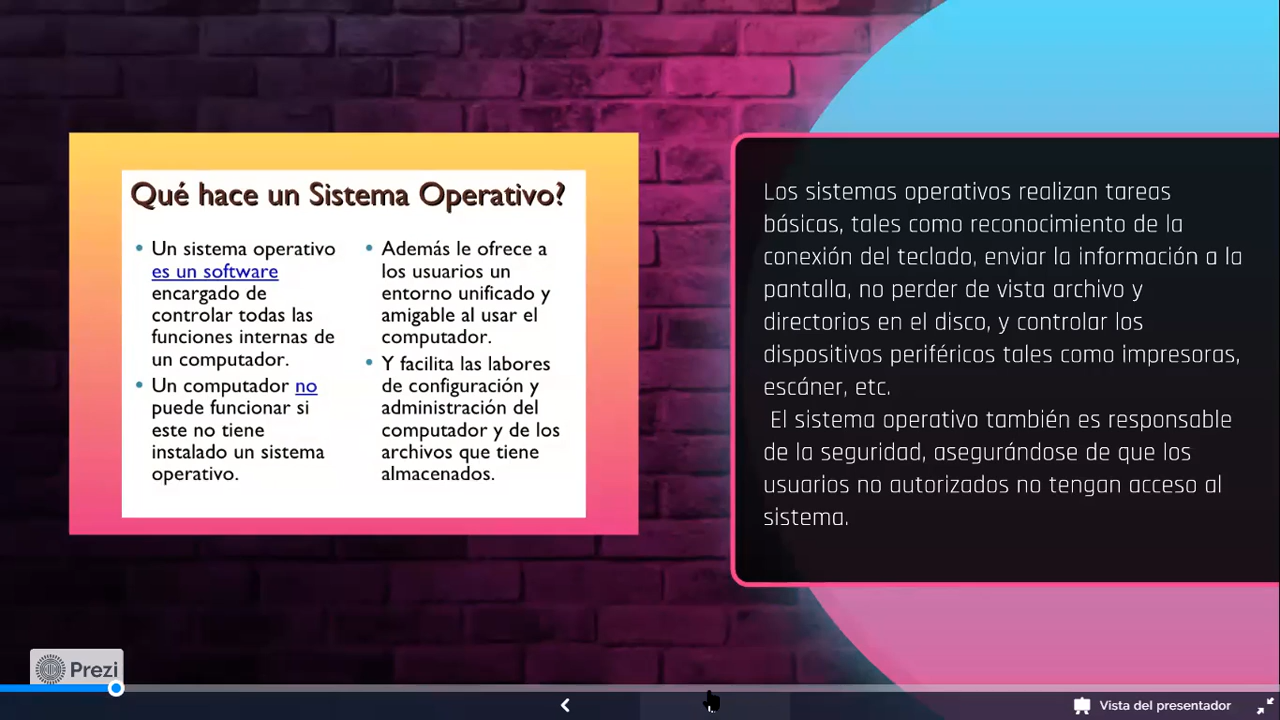 Qué hace un Sistema Operativo?
• Un sistema operativo
es un software
encargado de
controlar todas las
funciones internas de
un computador.
• Un computador no
puede funcionar si
este no tiene
instalado un sistema
operativo.
• Además le ofrece a
los usuarios un
entorno unificado y
amigable al usar el
computador.
• Y facilita las labores
de configuración y
administración del
computador y de los
archivos que tiene
almacenados.
Los sistemas operativos realizan tareas
básicas, tales como reconocimiento de la
conexión del teclado, enviar la información a la
pantalla, no perder de vista archivo y
directorios en el disco, y controlar los
dispositivos periféricos tales como impresoras,
escáner, etc.
El sistema operativo también es responsable
de la seguridad, asegurándose de que los
usuarios no autorizados no tengan acceso al
sistema.
Prezi
Vista del presentador